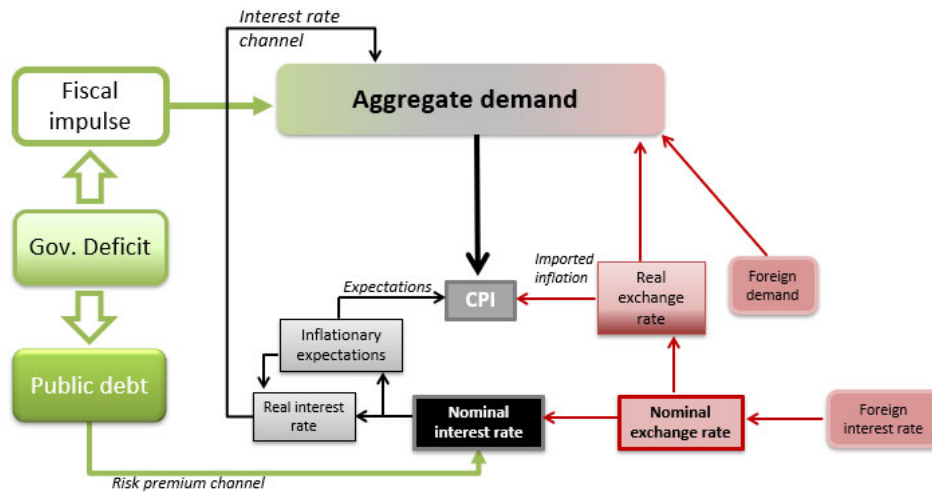 Interest rate
channel
Fiscal
impulse
Aggregate demand
Gov. Deficit
Imported
inflation
Real
exchange
rate
Foreign
demand
Expectations
CPI
Inflationary
expectations
Public debt
Real interest
rate
Nominal
interest rate
Nominal
exchange rate
Foreign
interest rate
Risk premium channel